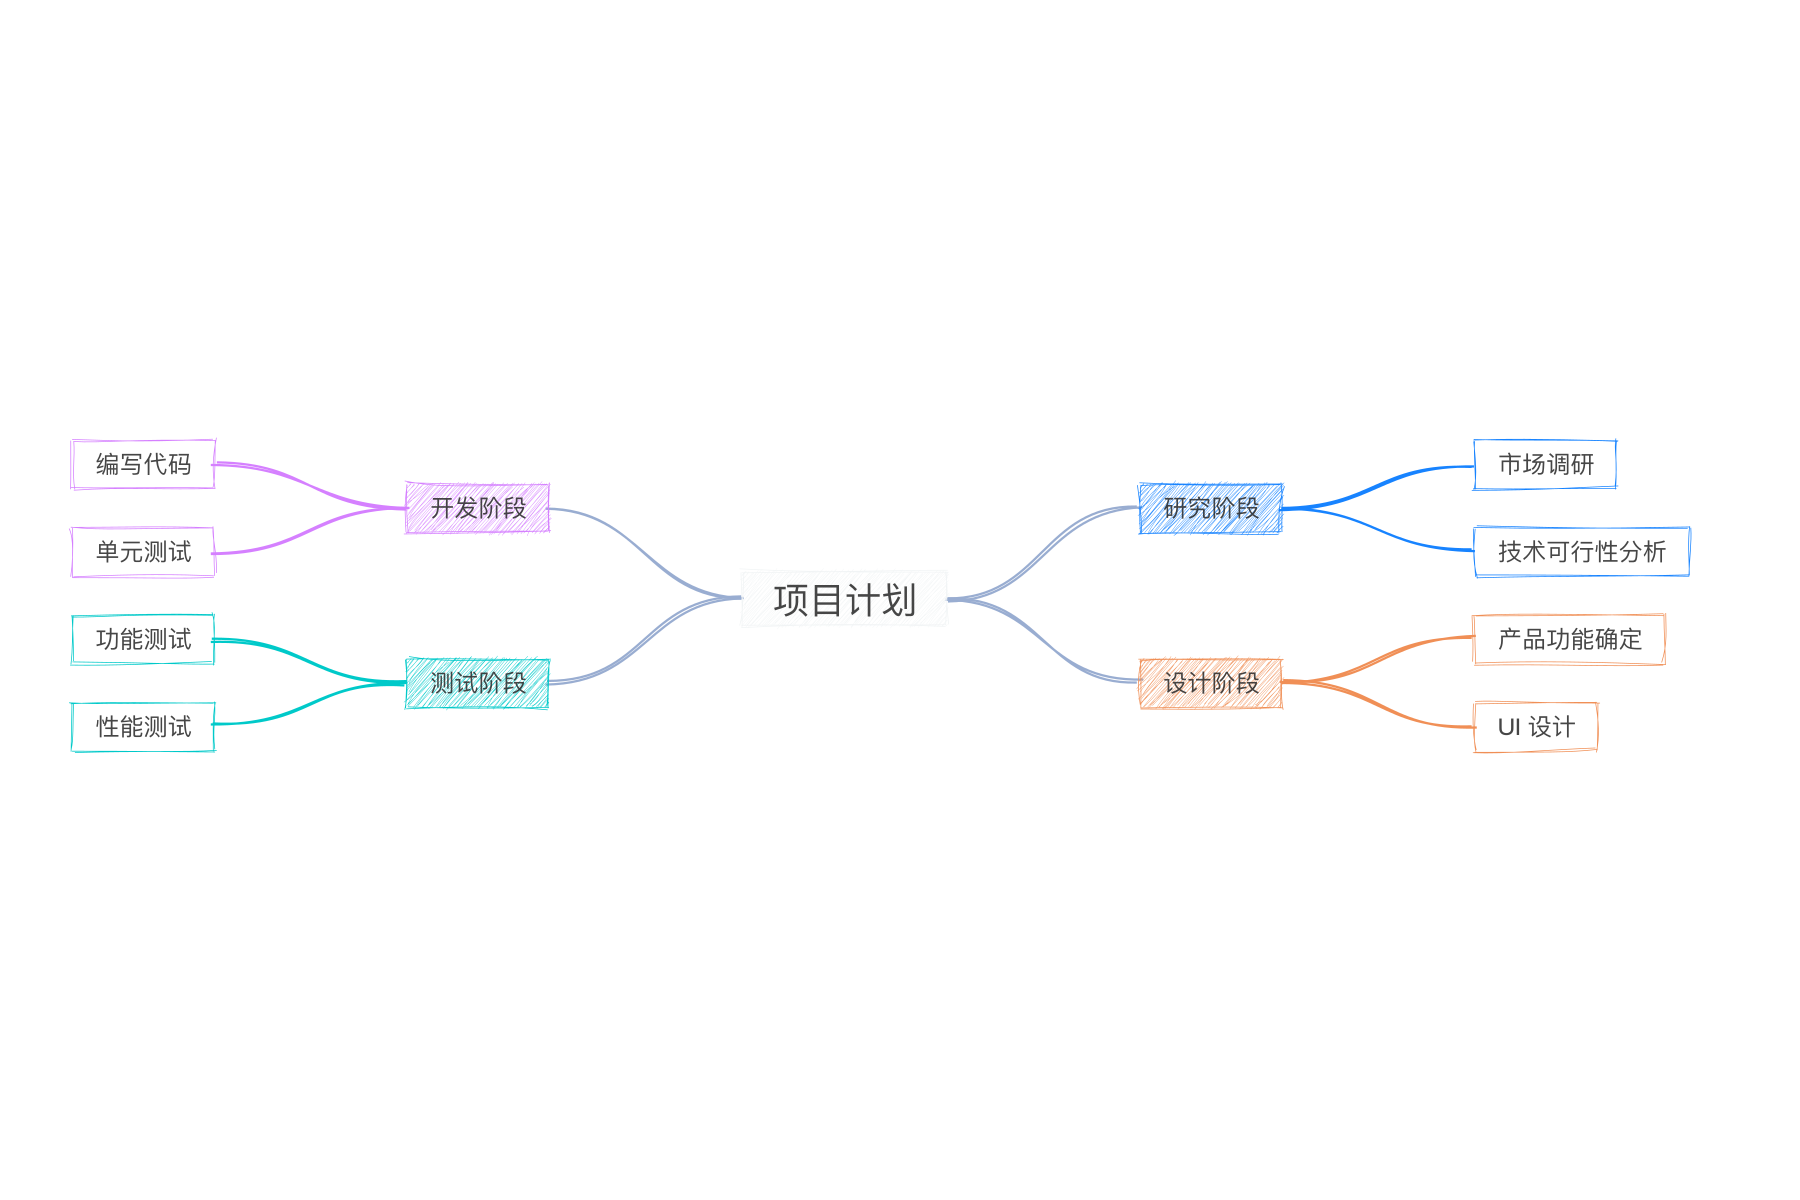 项目计划
研究阶段
市场调研
技术可行性分析
设计阶段
产品功能确定
UI 设计
开发阶段
编写代码
单元测试
测试阶段
功能测试
性能测试